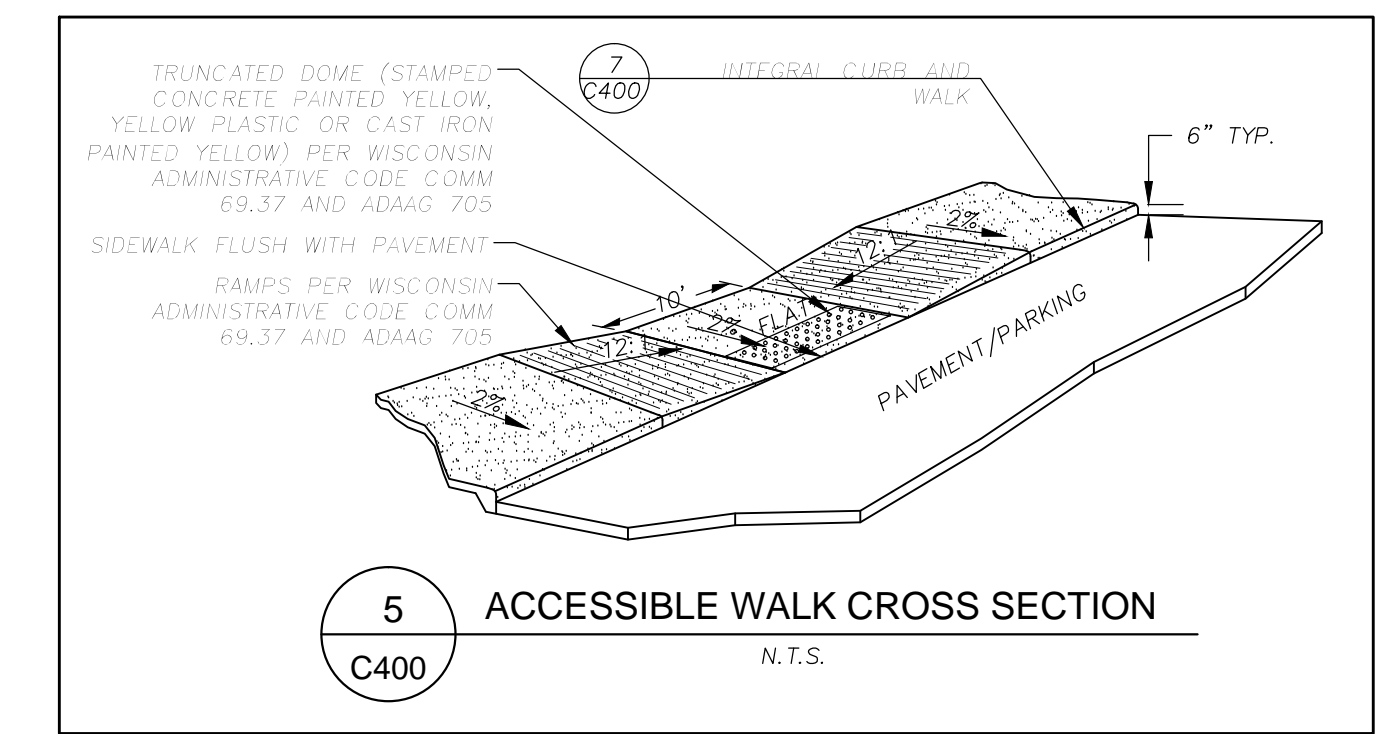 TRUNCATED DOME (STAMPED
CONCRETE PAINTED YELLOW,
YELLOW PLASTIC OR CAST IRON
PAINTED YELLOW) PER WISCONSIN
ADMINISTRATIVE CODE COMM
69.37 AND ADAAG 705
SIDEWALK FLUSH WITH PAVEMENT
RAMPS PER WISCONSIN
ADMINISTRATIVE CODE COMM
69.37 AND ADAAG 705
7
C400
INTEGRAL CURB AND
WALK
6" TYP.
2%
12:1
10'
2%
FLAT
12:1
2%
PAVEMENT/PARKING
5
C400
ACCESSIBLE WALK CROSS SECTION
N.T.S.